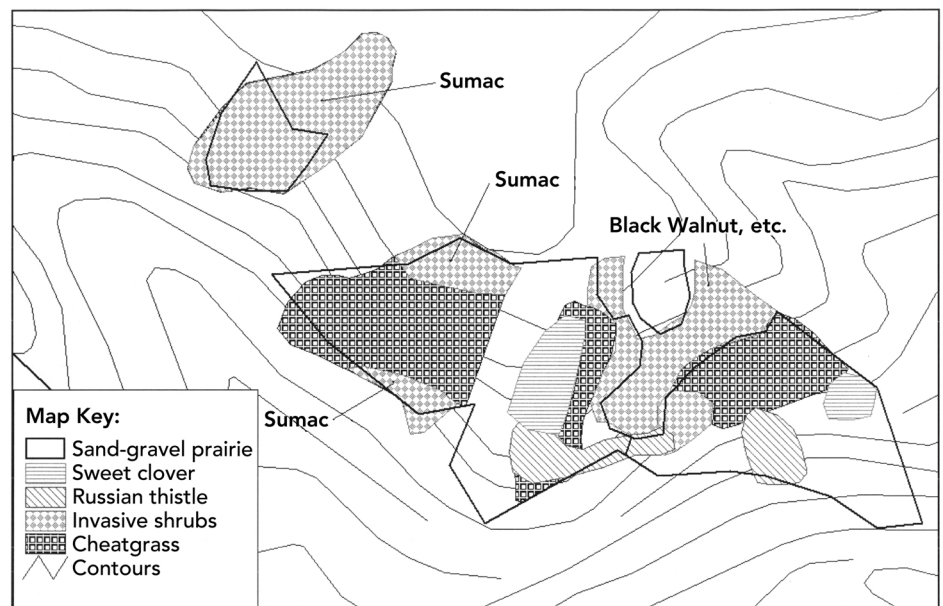 Sumac
Sumac
Black Walnut, etc.
Sumac
Map Key:
Sand-gravel prairie
Sweet clover
Russian thistle
Invasive shrubs
Cheatgrass
Contours